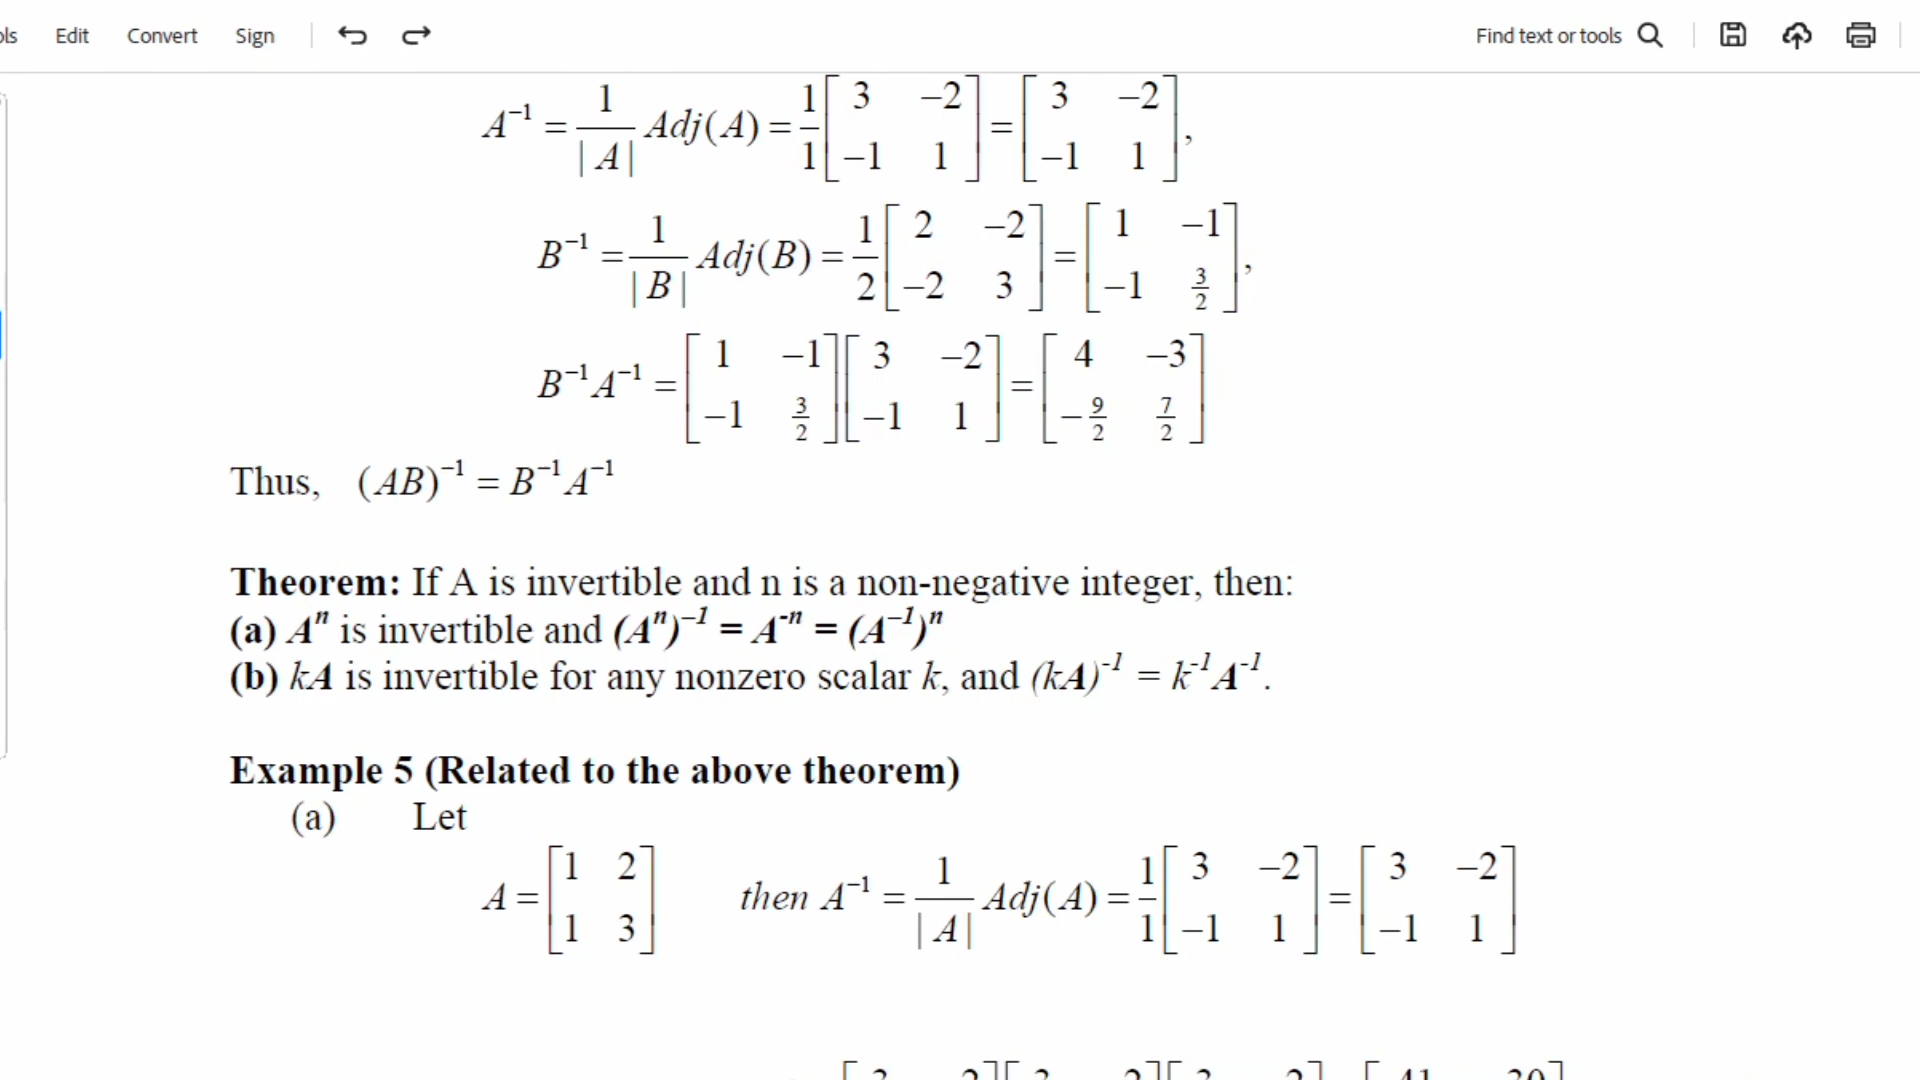 ols Edit Convert Sign Find text or tools
A⁻¹ = 1/|A| Adj(A) = 1/1 [3 −2; −1 1] = [3 −2; −1 1],
B⁻¹ = 1/|B| Adj(B) = 1/2 [2 −2; −2 3] = [1 −1; −1 3/2],
B⁻¹A⁻¹ = [1 −1; −1 3/2] [3 −2; −1 1] = [4 −3; −9/2 7/2]
Thus, (AB)⁻¹ = B⁻¹A⁻¹
Theorem: If A is invertible and n is a non-negative integer, then:
(a) Aⁿ is invertible and (Aⁿ)⁻¹ = A⁻ⁿ = (A⁻¹)ⁿ
(b) kA is invertible for any nonzero scalar k, and (kA)⁻¹ = k⁻¹A⁻¹.
Example 5 (Related to the above theorem)
(a) Let
A = [1 2; 1 3] then A⁻¹ = 1/|A| Adj(A) = 1/1 [3 −2; −1 1] = [3 −2; −1 1]